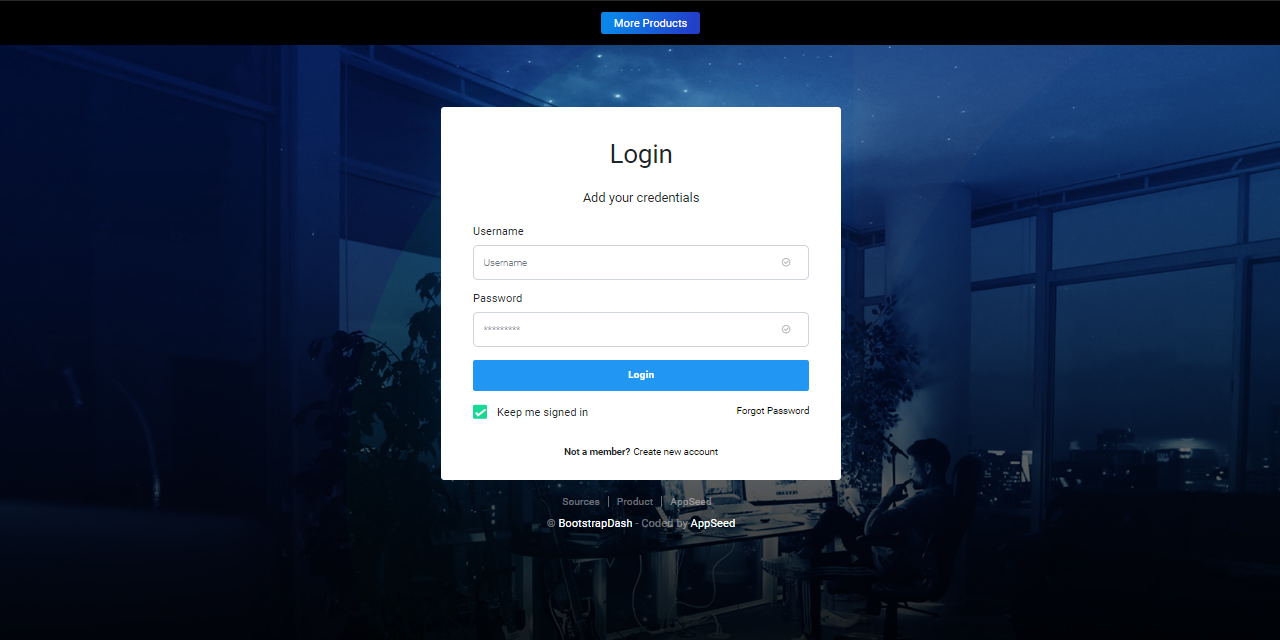 More Products
Login
Add your credentials
Username
Username
Password
*********
Login
Keep me signed in
Forgot Password
Not a member? Create new account
Sources | Product | AppSeed
© BootstrapDash - Coded by AppSeed